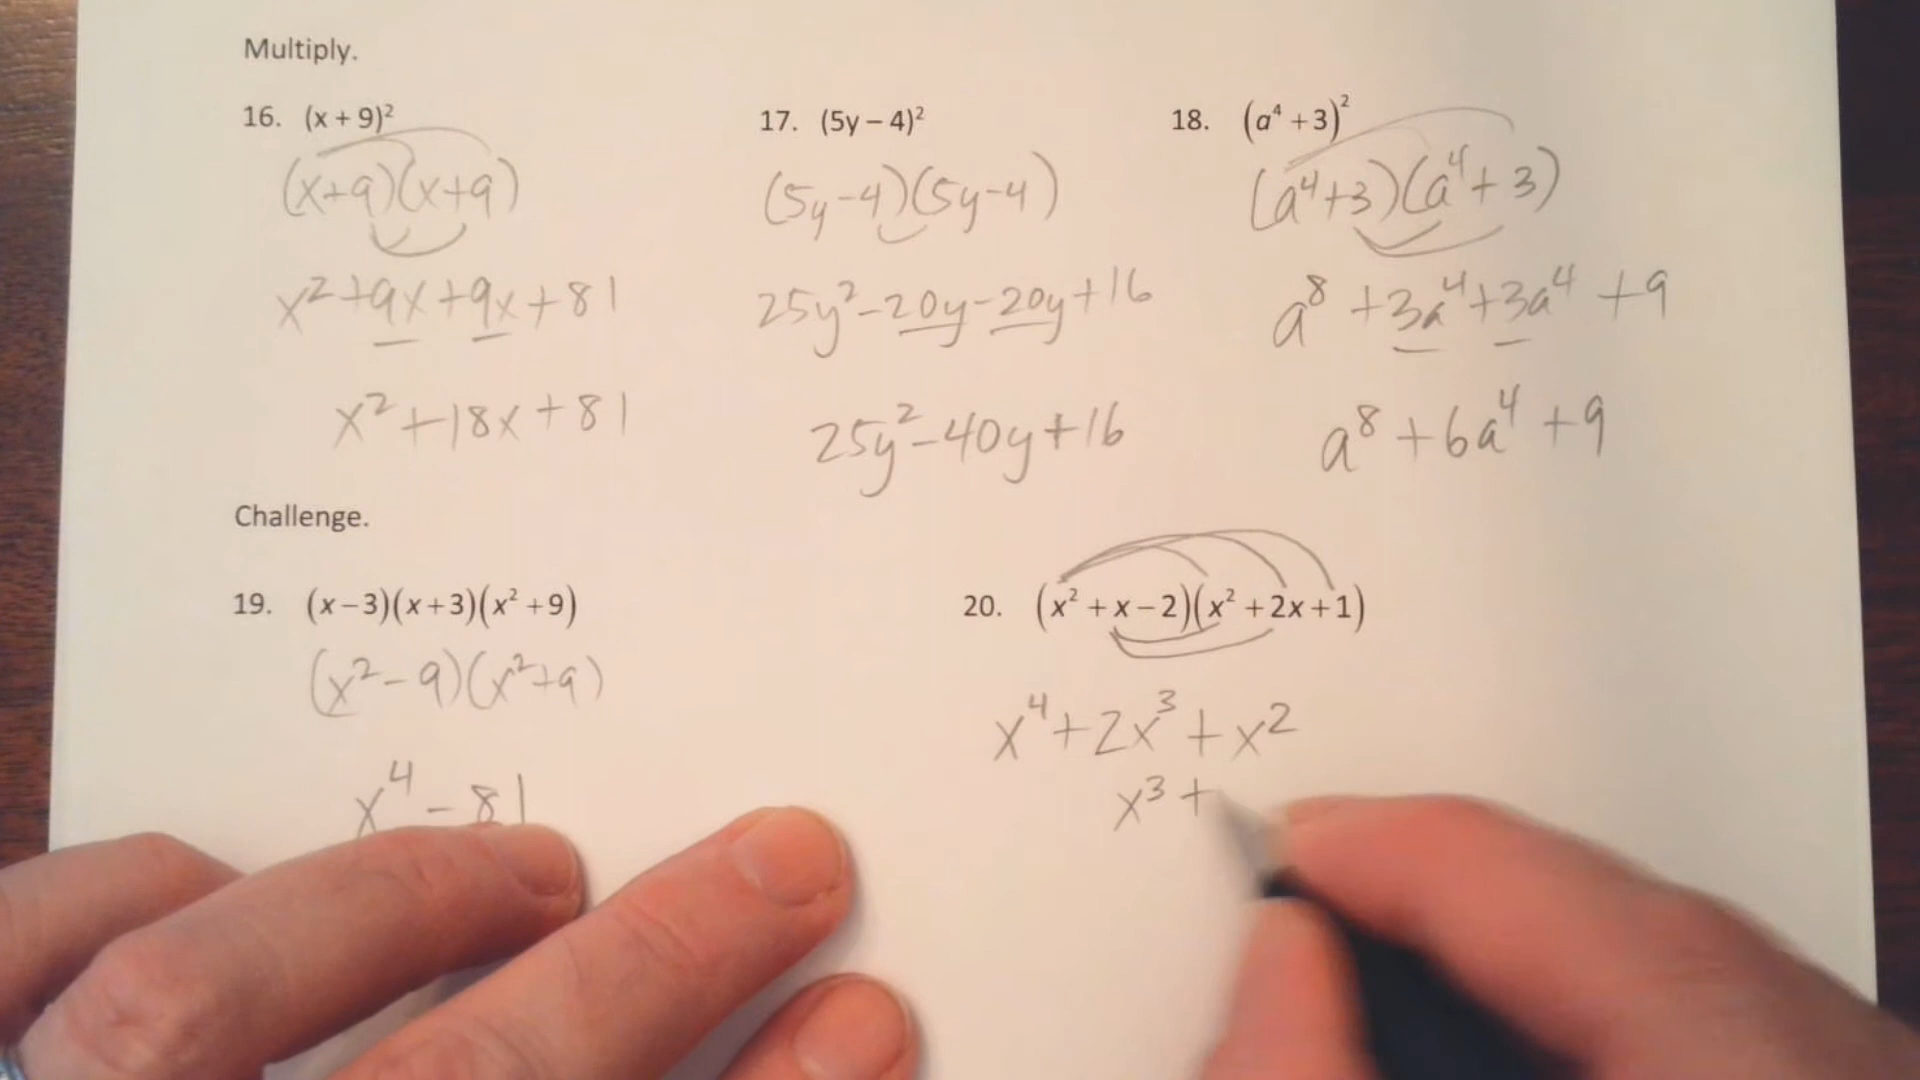 Multiply.
16. (x + 9)²
(x+9)(x+9)
x²+9x+9x+81
x²+18x+81
17. (5y – 4)²
(5y-4)(5y-4)
25y²-20y-20y+16
25y²-40y+16
18. (a⁴ + 3)²
(a⁴+3)(a⁴+3)
a⁸+3a⁴+3a⁴+9
a⁸+6a⁴+9
Challenge.
19. (x – 3)(x + 3)(x² + 9)
(x²-9)(x²+9)
x⁴-81
20. (x² + x – 2)(x² + 2x + 1)
x⁴+2x³+x²
x³+